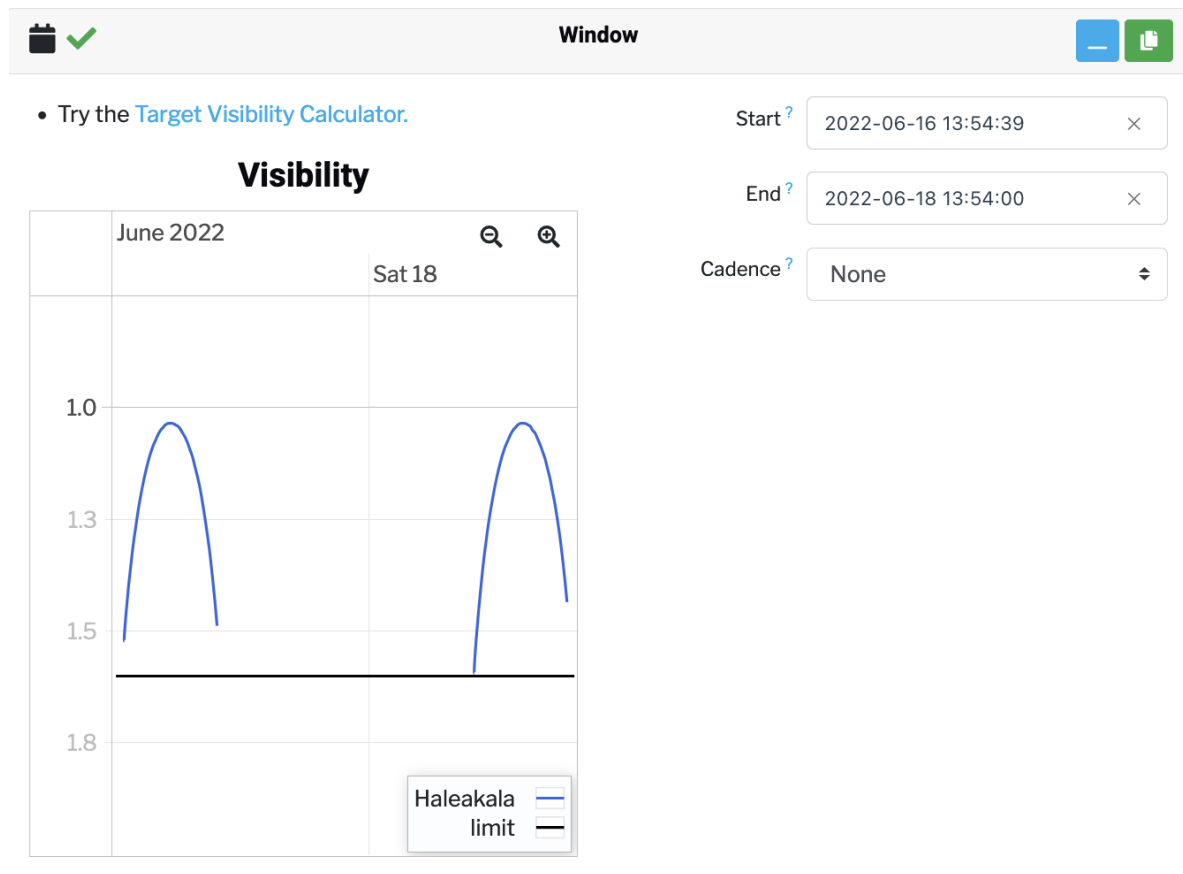 Window
Try the Target Visibility Calculator.
Visibility
June 2022
Sat 18
1.0
1.3
1.5
1.8
Haleakala
limit
Start ?
2022-06-16 13:54:39
End ?
2022-06-18 13:54:00
Cadence ?
None